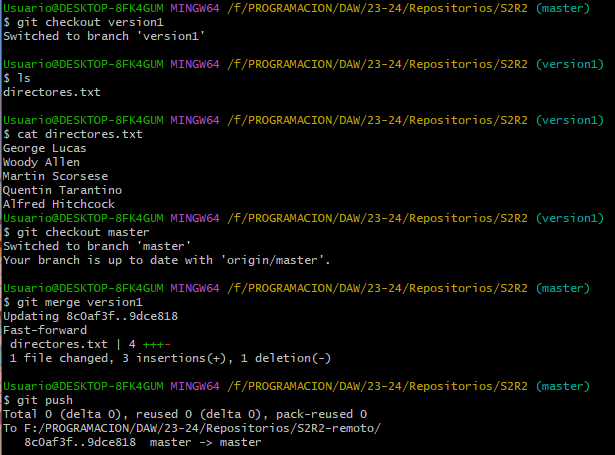 Usuario@DESKTOP-8FK4GUM MINGW64 /f/PROGRAMACION/DAW/23-24/Repositorios/S2R2 (master)
$ git checkout version1
Switched to branch 'version1'
Usuario@DESKTOP-8FK4GUM MINGW64 /f/PROGRAMACION/DAW/23-24/Repositorios/S2R2 (version1)
$ ls
directores.txt
Usuario@DESKTOP-8FK4GUM MINGW64 /f/PROGRAMACION/DAW/23-24/Repositorios/S2R2 (version1)
$ cat directores.txt
George Lucas
Woody Allen
Martin Scorsese
Quentin Tarantino
Alfred Hitchcock
Usuario@DESKTOP-8FK4GUM MINGW64 /f/PROGRAMACION/DAW/23-24/Repositorios/S2R2 (version1)
$ git checkout master
Switched to branch 'master'
Your branch is up to date with 'origin/master'.
Usuario@DESKTOP-8FK4GUM MINGW64 /f/PROGRAMACION/DAW/23-24/Repositorios/S2R2 (master)
$ git merge version1
Updating 8c0af3f..9dce818
Fast-forward
directores.txt | 4 +++-
1 file changed, 3 insertions(+), 1 deletion(-)
Usuario@DESKTOP-8FK4GUM MINGW64 /f/PROGRAMACION/DAW/23-24/Repositorios/S2R2 (master)
$ git push
Total 0 (delta 0), reused 0 (delta 0), pack-reused 0
To F:/PROGRAMACION/DAW/23-24/Repositorios/S2R2-remoto/
8c0af3f..9dce818  master -> master